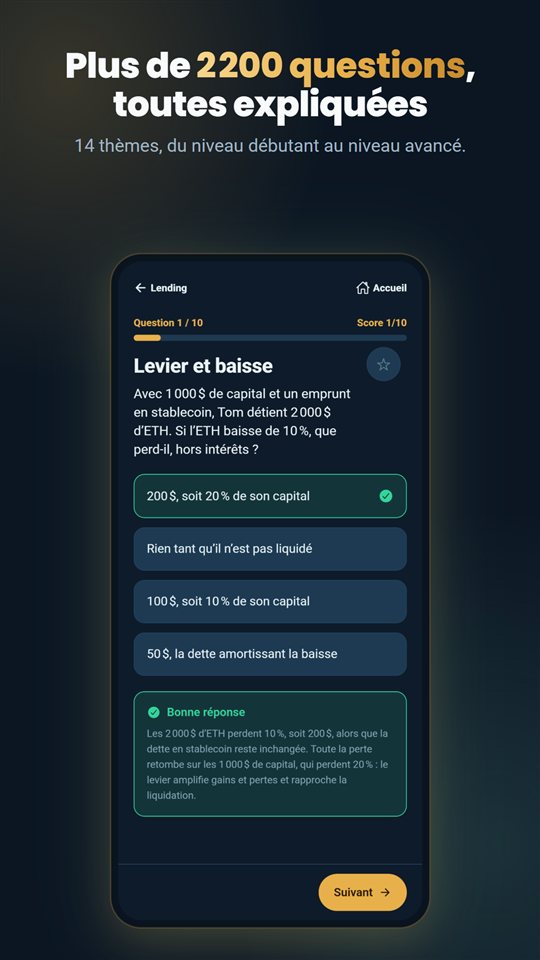 Plus de 2200 questions,
toutes expliquées
14 thèmes, du niveau débutant au niveau avancé.
← Lending
Accueil
Question 1 / 10
Score 1/10
Levier et baisse
Avec 1 000 $ de capital et un emprunt
en stablecoin, Tom détient 2 000 $
d’ETH. Si l’ETH baisse de 10 %, que
perd-il, hors intérêts ?
200 $, soit 20 % de son capital
Rien tant qu’il n’est pas liquidé
100 $, soit 10 % de son capital
50 $, la dette amortissant la baisse
Bonne réponse
Les 2 000 $ d’ETH perdent 10 %, soit 200 $, alors que la
dette en stablecoin reste inchangée. Toute la perte
retombe sur les 1 000 $ de capital, qui perdent 20 % : le
levier amplifie gains et pertes et rapproche la
liquidation.
Suivant →